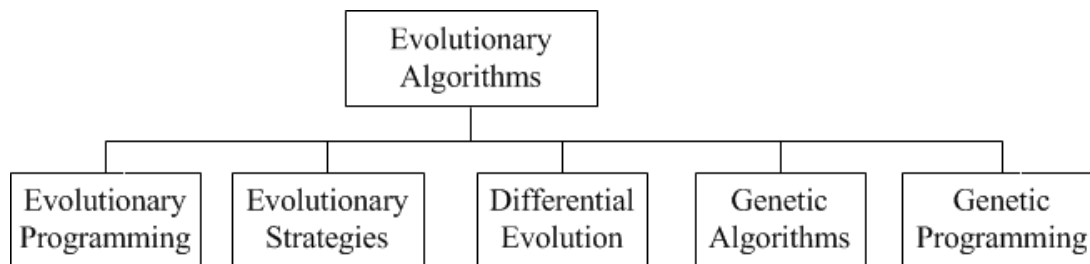 Evolutionary
Algorithms
Evolutionary
Programming
Evolutionary
Strategies
Differential
Evolution
Genetic
Algorithms
Genetic
Programming